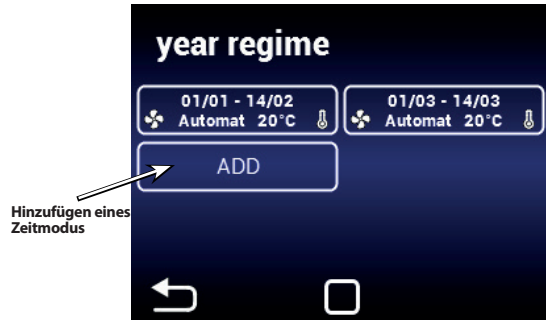 year regime
01/01 - 14/02
Automat 20°C
01/03 - 14/03
Automat 20°C
ADD
Hinzufügen eines
Zeitmodus